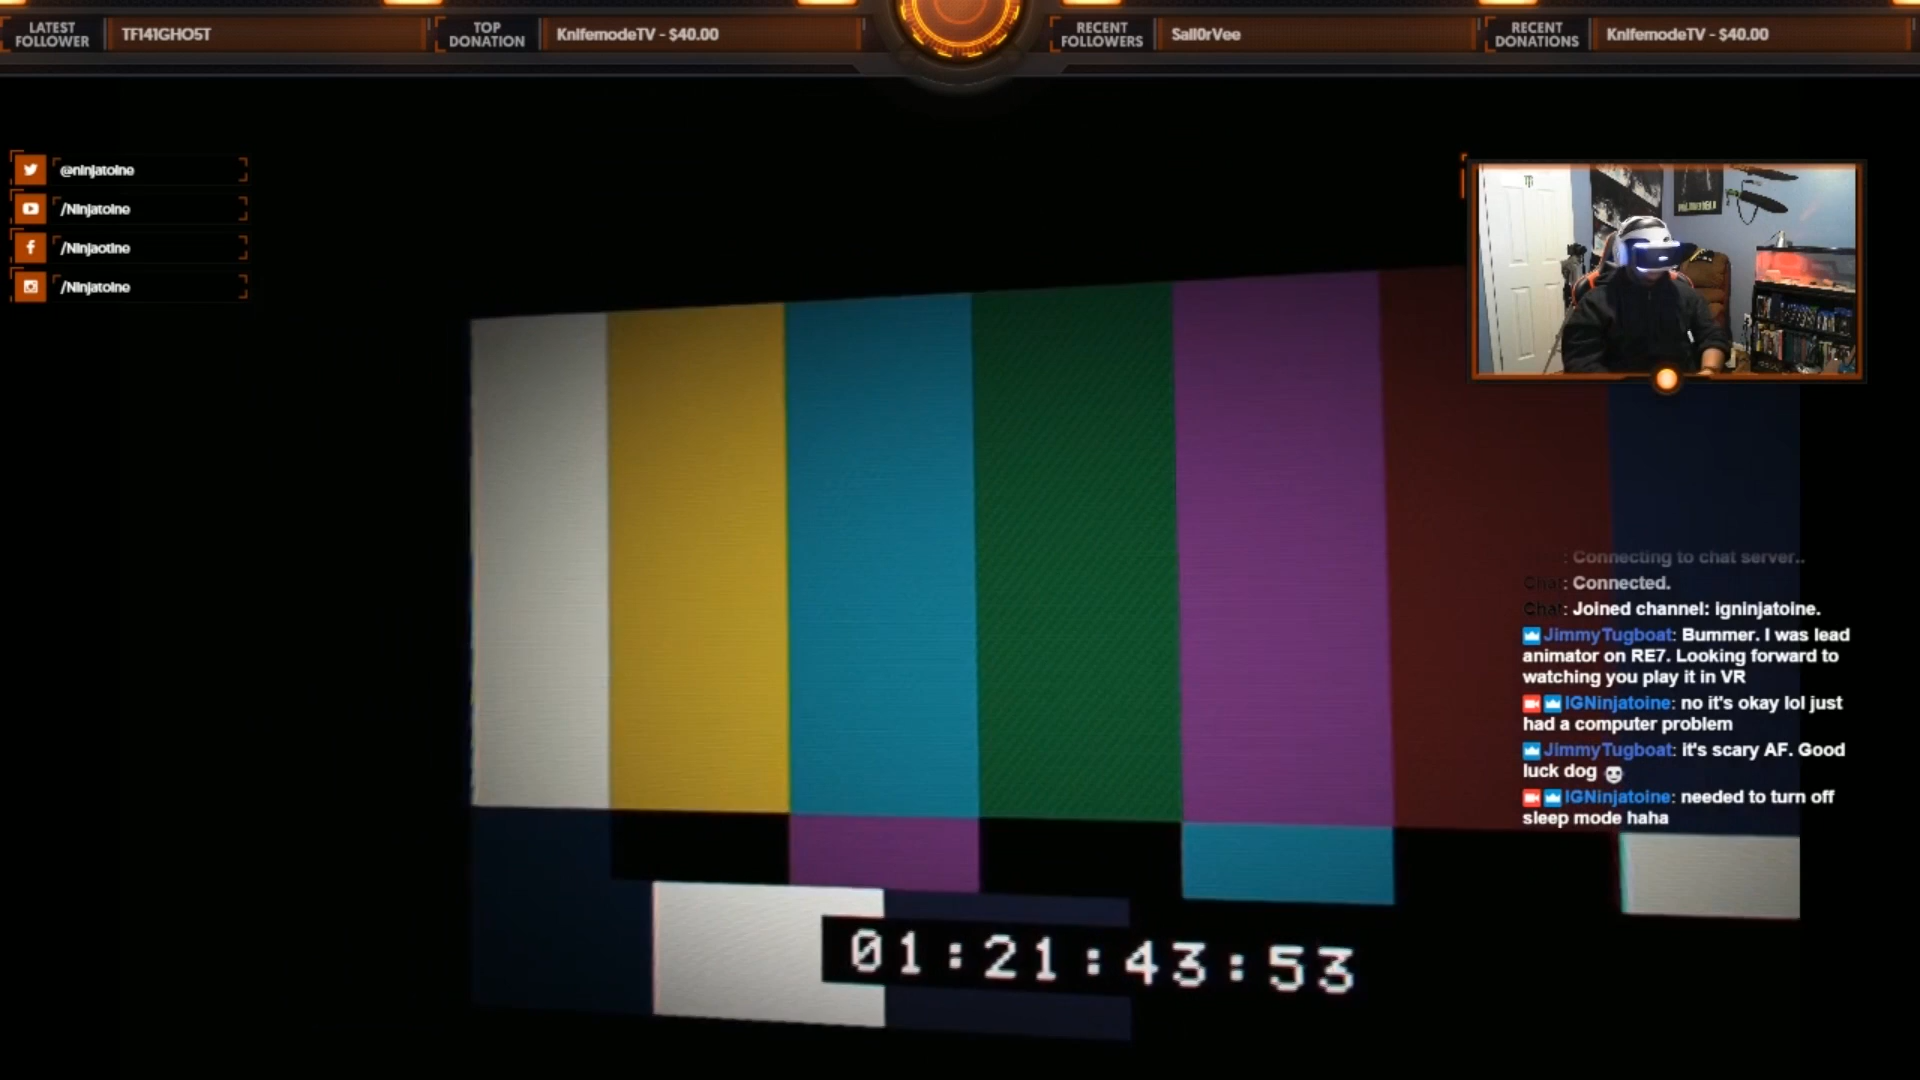 LATEST FOLLOWER
TF141GHOST
TOP DONATION
KnifemodeTV - $40.00
RECENT FOLLOWERS
Sail0rVee
RECENT DONATIONS
KnifemodeTV - $40.00
@ninjatoine
/Ninjatoine
/Ninjaotine
/Ninjatoine
: Connecting to chat server..
Chat: Connected.
Chat: Joined channel: igninjatoine.
JimmyTugboat: Bummer. I was lead
animator on RE7. Looking forward to
watching you play it in VR
IGNinjatoine: no it's okay lol just
had a computer problem
JimmyTugboat: it's scary AF. Good
luck dog
IGNinjatoine: needed to turn off
sleep mode haha
01:21:43:53